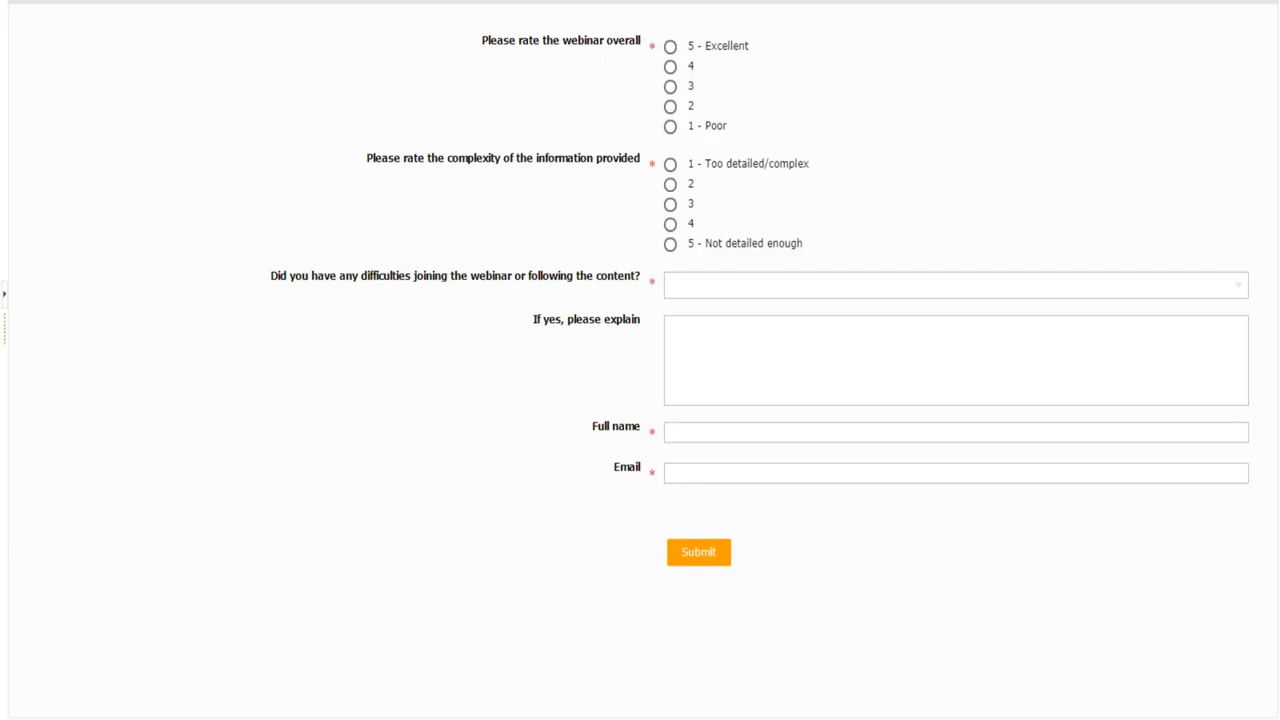 Please rate the webinar overall *
5 - Excellent
4
3
2
1 - Poor
Please rate the complexity of the information provided *
1 - Too detailed/complex
2
3
4
5 - Not detailed enough
Did you have any difficulties joining the webinar or following the content? *
If yes, please explain
Full name *
Email *
Submit